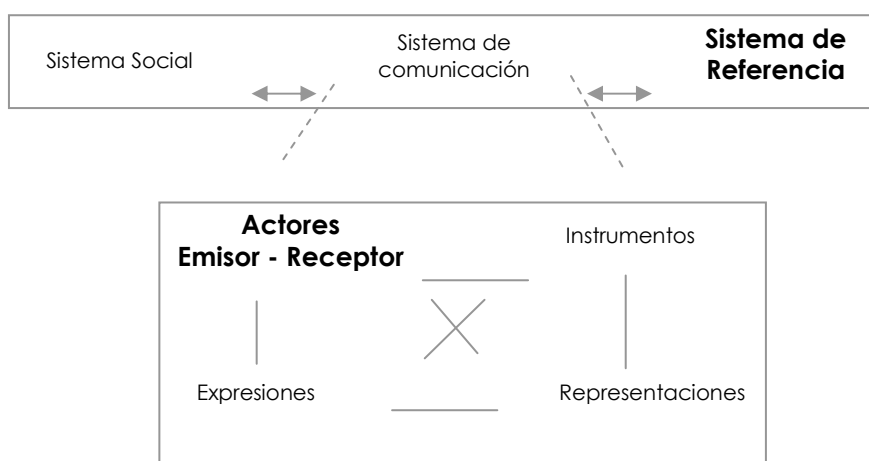 Sistema Social
Sistema de
comunicación
Sistema de
Referencia
Actores
Emisor - Receptor
Instrumentos
Expresiones
Representaciones